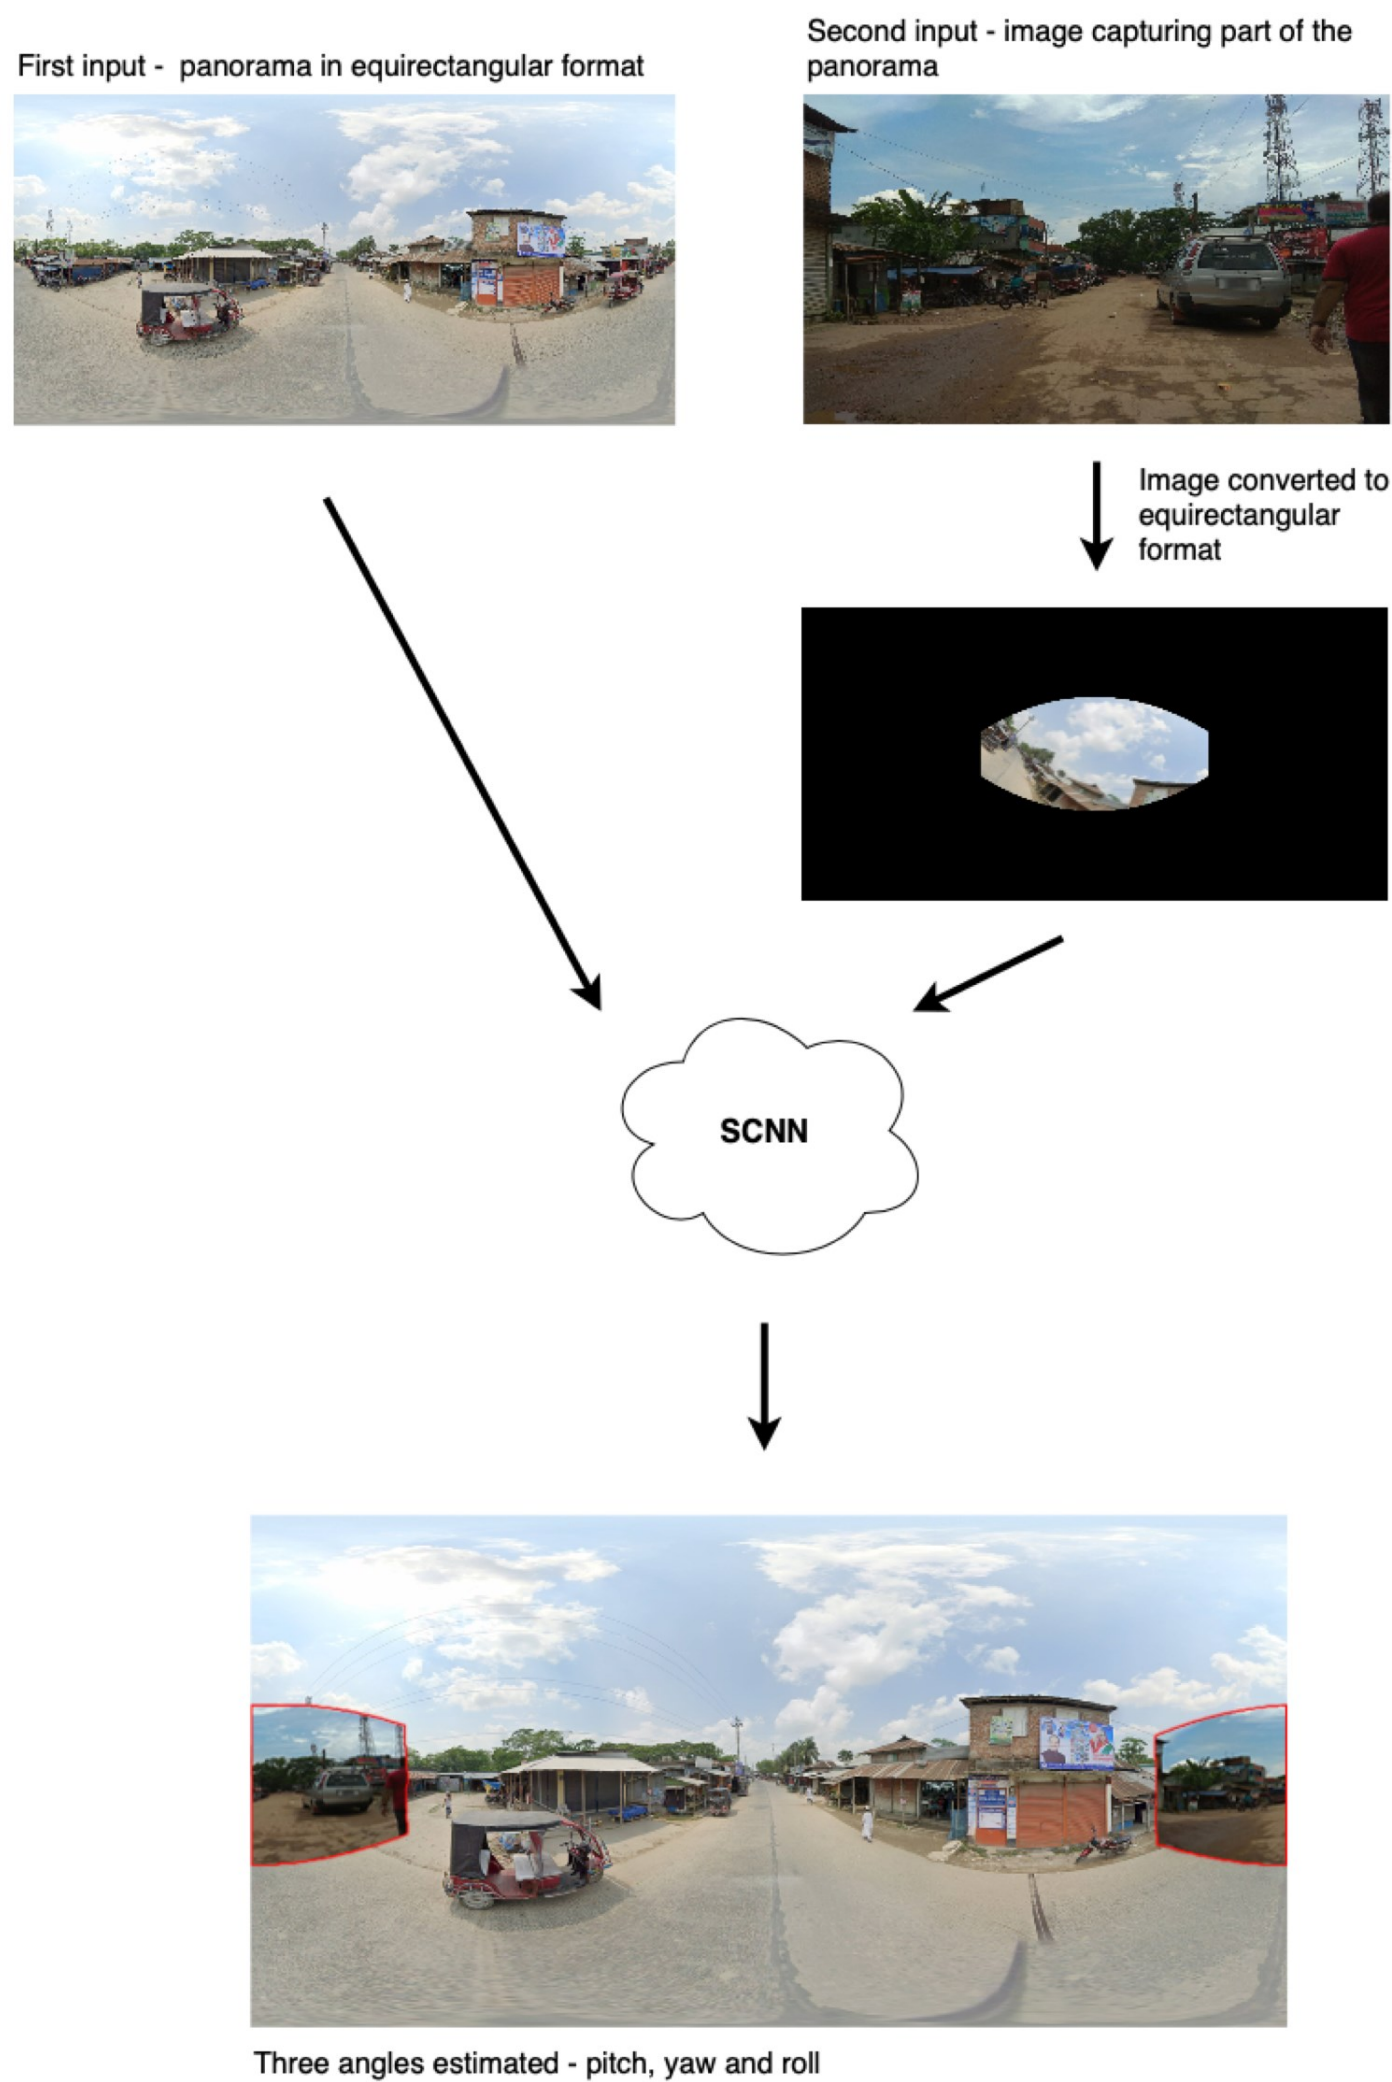 First input -  panorama in equirectangular format
Second input - image capturing part of the
panorama
Image converted to
equirectangular
format
SCNN
Three angles estimated - pitch, yaw and roll